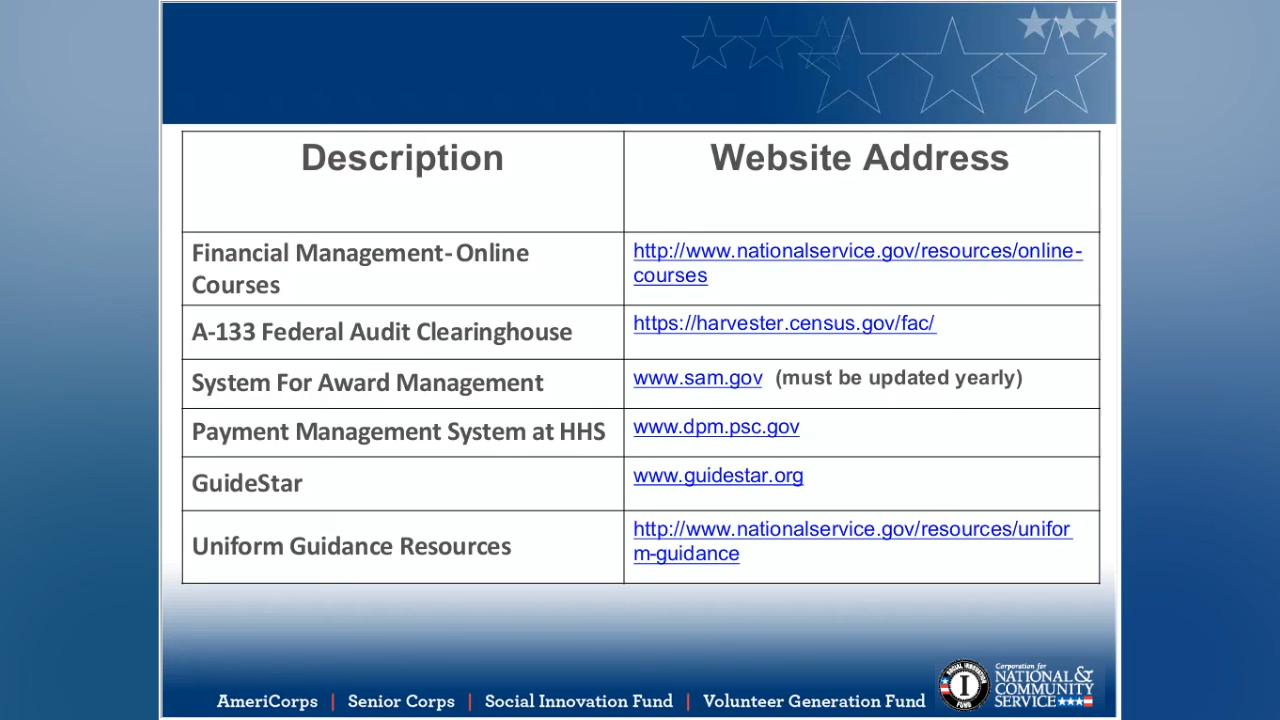 Description
Website Address
Financial Management-Online
Courses
http://www.nationalservice.gov/resources/online-
courses
A-133 Federal Audit Clearinghouse
https://harvester.census.gov/fac/
System For Award Management
www.sam.gov (must be updated yearly)
Payment Management System at HHS
www.dpm.psc.gov
GuideStar
www.guidestar.org
Uniform Guidance Resources
http://www.nationalservice.gov/resources/unifor
m-guidance
AmeriCorps | Senior Corps | Social Innovation Fund | Volunteer Generation Fund
SOCIAL INNOVATION
I
FUND
Corporation for
NATIONAL &
COMMUNITY
SERVICE